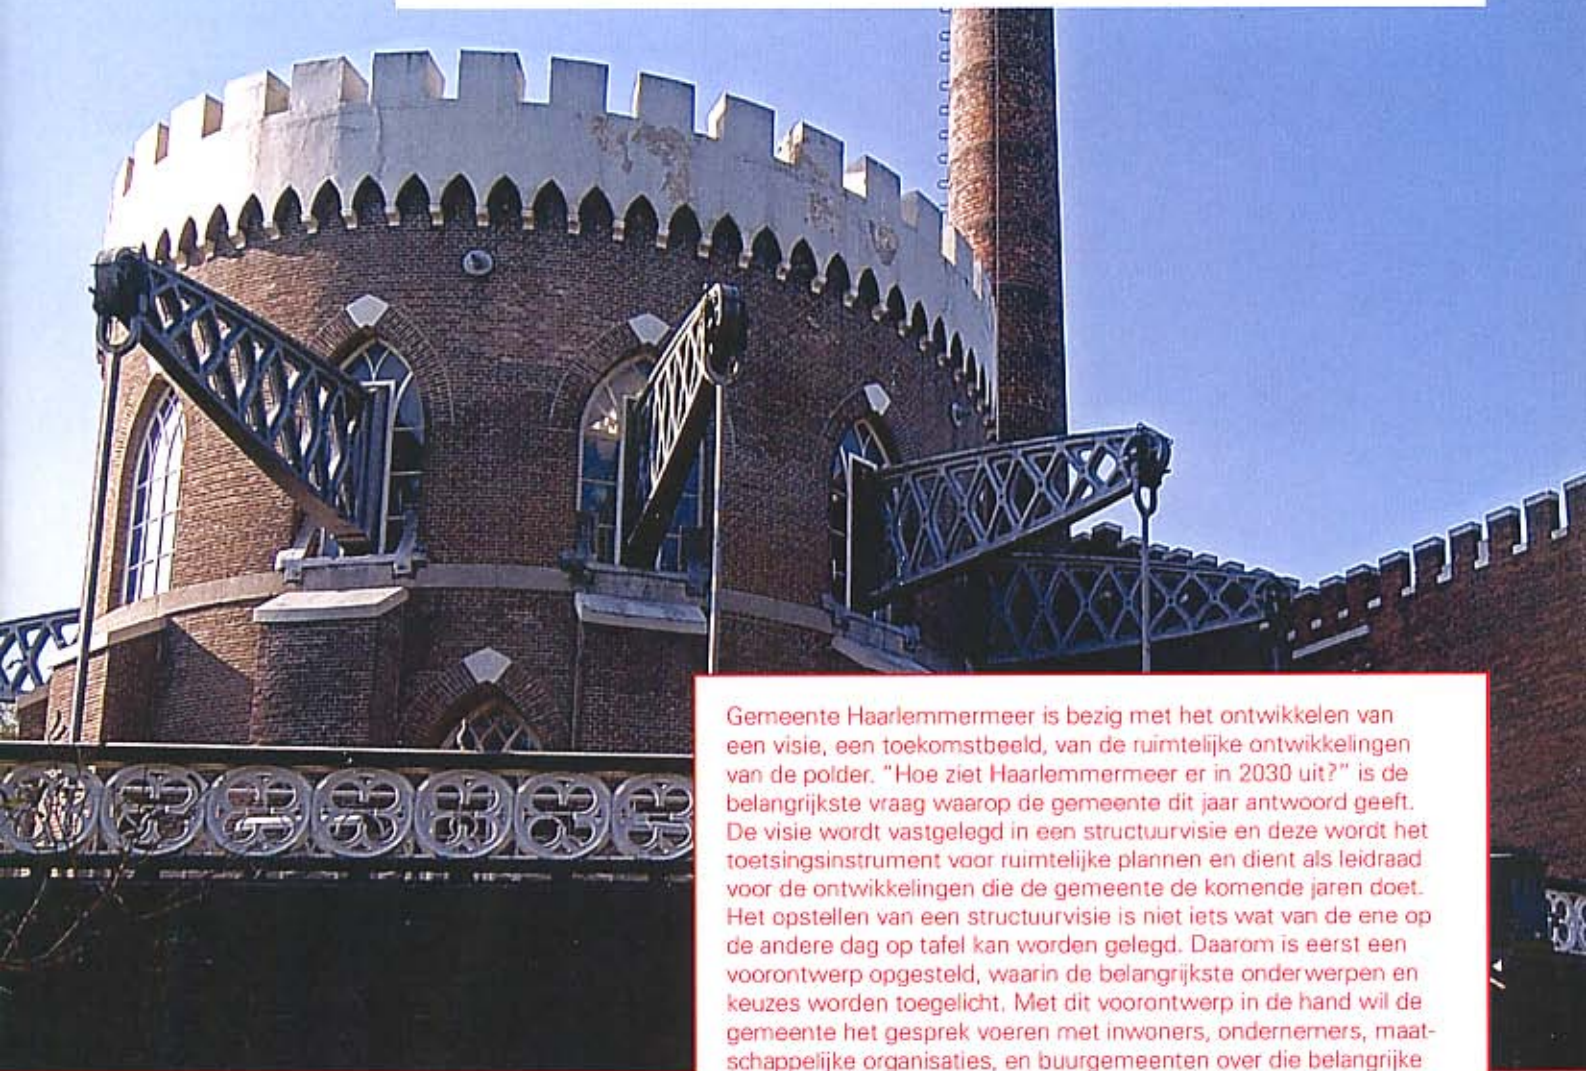 Gemeente Haarlemmermeer is bezig met het ontwikkelen van
een visie, een toekomstbeeld, van de ruimtelijke ontwikkelingen
van de polder. "Hoe ziet Haarlemmermeer er in 2030 uit?" is de
belangrijkste vraag waarop de gemeente dit jaar antwoord geeft.
De visie wordt vastgelegd in een structuurvisie en deze wordt het
toetsingsinstrument voor ruimtelijke plannen en dient als leidraad
voor de ontwikkelingen die de gemeente de komende jaren doet.
Het opstellen van een structuurvisie is niet iets wat van de ene op
de andere dag op tafel kan worden gelegd. Daarom is eerst een
voorontwerp opgesteld, waarin de belangrijkste onderwerpen en
keuzes worden toegelicht. Met dit voorontwerp in de hand wil de
gemeente het gesprek voeren met inwoners, ondernemers, maat-
schappelijke organisaties, en buurgemeenten over die belangrijke